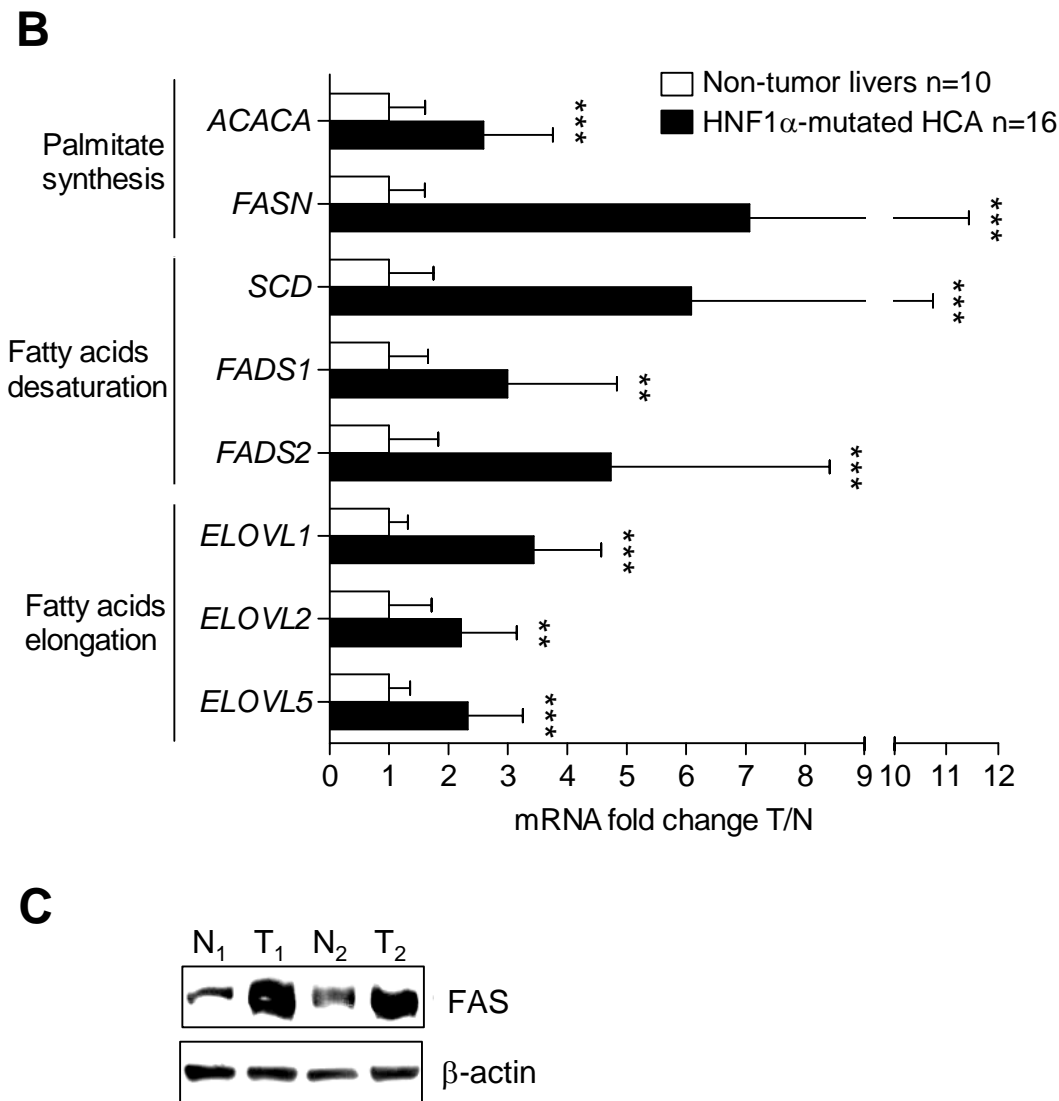 B
Non-tumor livers n=10
HNF1α-mutated HCA n=16
Palmitate
synthesis
ACACA
***
FASN
***
Fatty acids
desaturation
SCD
***
FADS1
**
FADS2
***
Fatty acids
elongation
ELOVL1
***
ELOVL2
**
ELOVL5
***
0 1 2 3 4 5 6 7 8 9 10 11 12
mRNA fold change T/N
C
N₁ T₁ N₂ T₂
FAS
β-actin